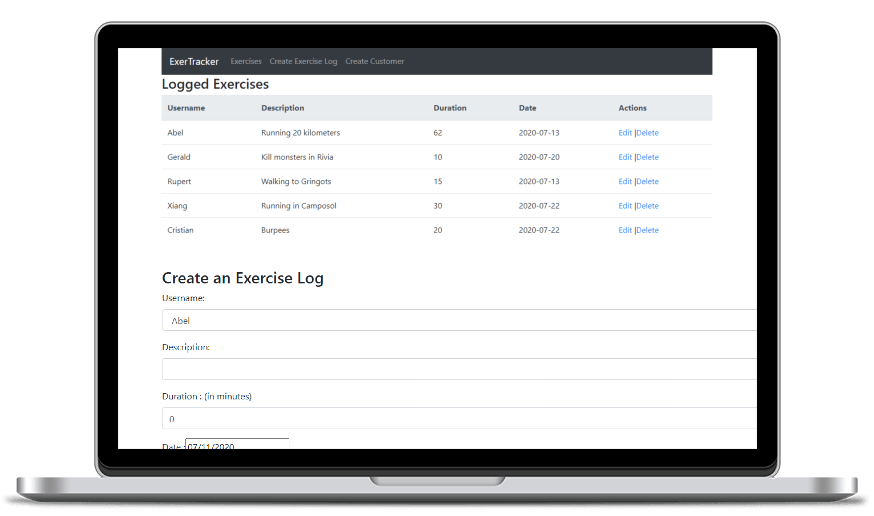 ExerTracker Exercises Create Exercise Log Create Customer
Logged Exercises
Username Description Duration Date Actions
Abel Running 20 kilometers 62 2020-07-13 Edit |Delete
Gerald Kill monsters in Rivia 10 2020-07-20 Edit |Delete
Rupert Walking to Gringots 15 2020-07-13 Edit |Delete
Xiang Running in Camposol 30 2020-07-22 Edit |Delete
Cristian Burpees 20 2020-07-22 Edit |Delete
Create an Exercise Log
Username:
Abel
Description:
Duration : (in minutes)
0
Date : 07/11/2020